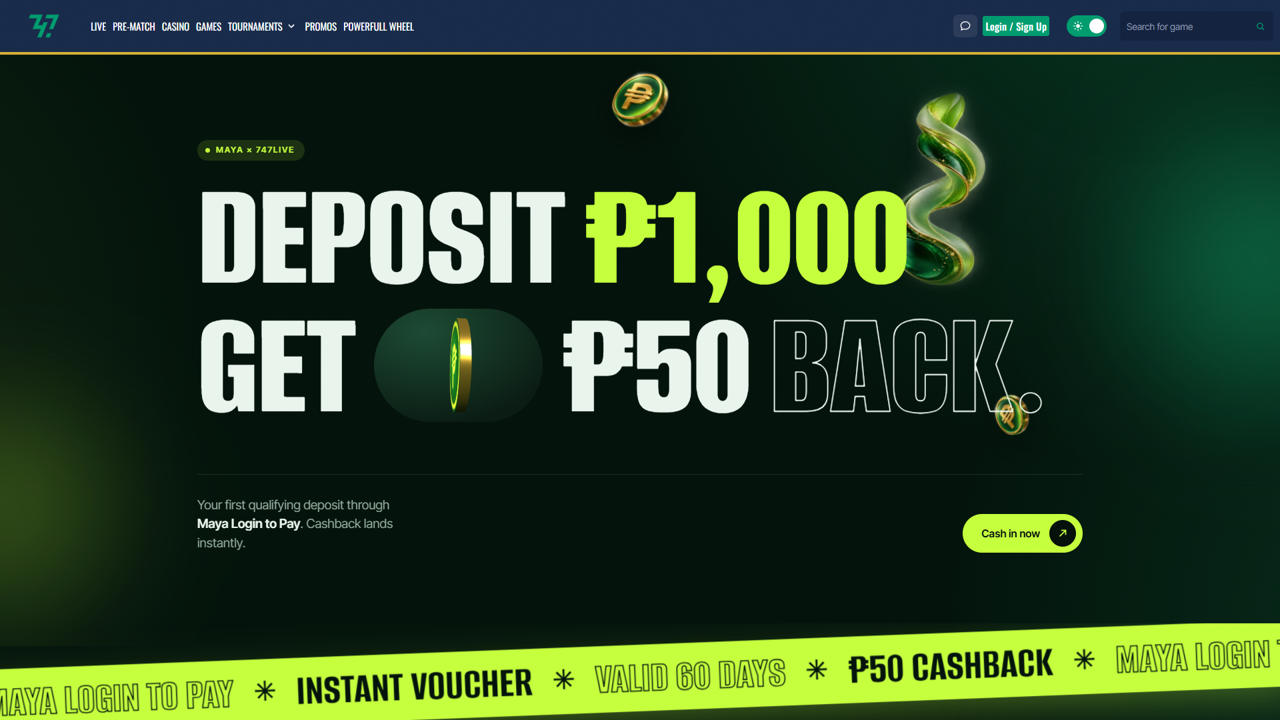 747
LIVE PRE-MATCH CASINO GAMES TOURNAMENTS PROMOS POWERFULL WHEEL
Login / Sign Up
Search for game
MAYA × 747LIVE
DEPOSIT ₱1,000
GET ₱50 BACK.
Your first qualifying deposit through
Maya Login to Pay. Cashback lands
instantly.
Cash in now
MAYA LOGIN TO PAY ✳ INSTANT VOUCHER ✳ VALID 60 DAYS ✳ ₱50 CASHBACK ✳ MAYA LOGIN